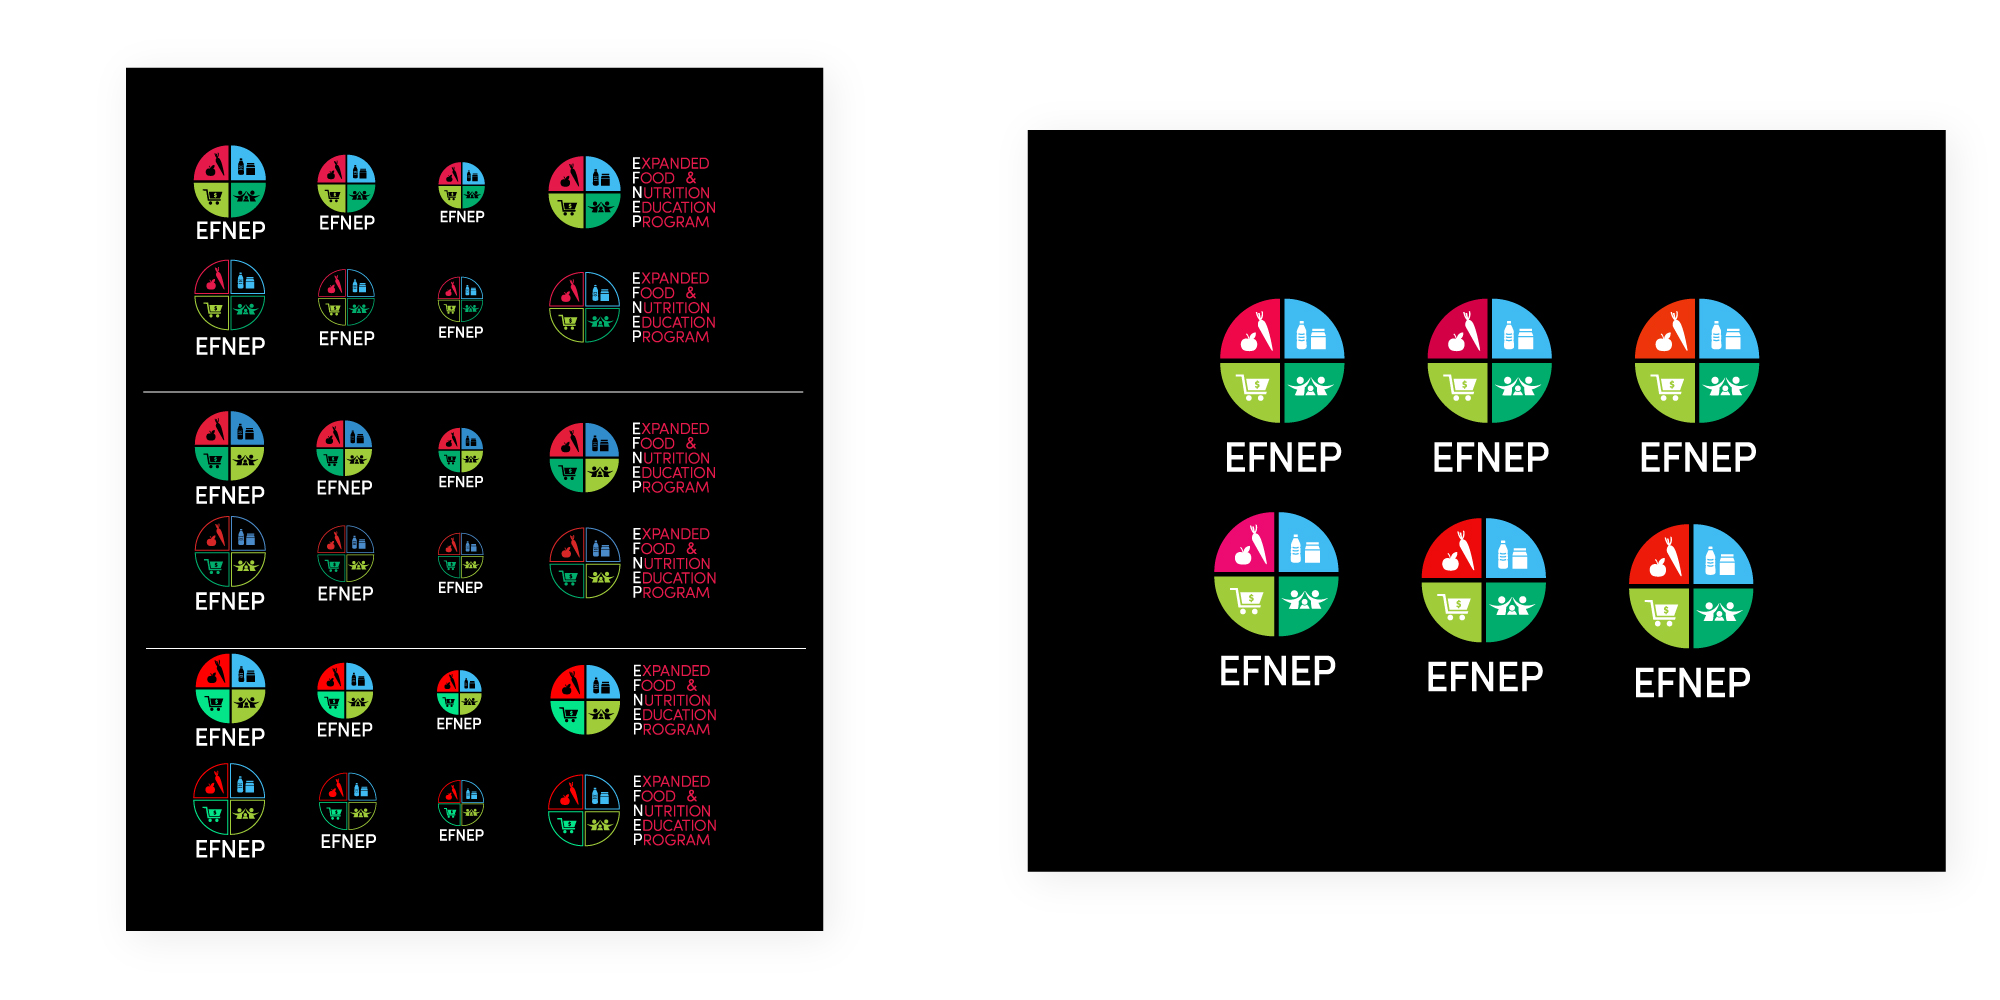 EFNEP
EFNEP
EFNEP
EXPANDED
FOOD &
NUTRITION
EDUCATION
PROGRAM
EFNEP
EFNEP
EFNEP
EXPANDED
FOOD &
NUTRITION
EDUCATION
PROGRAM
EFNEP
EFNEP
EFNEP
EXPANDED
FOOD &
NUTRITION
EDUCATION
PROGRAM
EFNEP
EFNEP
EFNEP
EXPANDED
FOOD &
NUTRITION
EDUCATION
PROGRAM
EFNEP
EFNEP
EFNEP
EXPANDED
FOOD &
NUTRITION
EDUCATION
PROGRAM
EFNEP
EFNEP
EFNEP
EXPANDED
FOOD &
NUTRITION
EDUCATION
PROGRAM
$
$
$
EFNEP
EFNEP
EFNEP
$
$
$
EFNEP
EFNEP
EFNEP